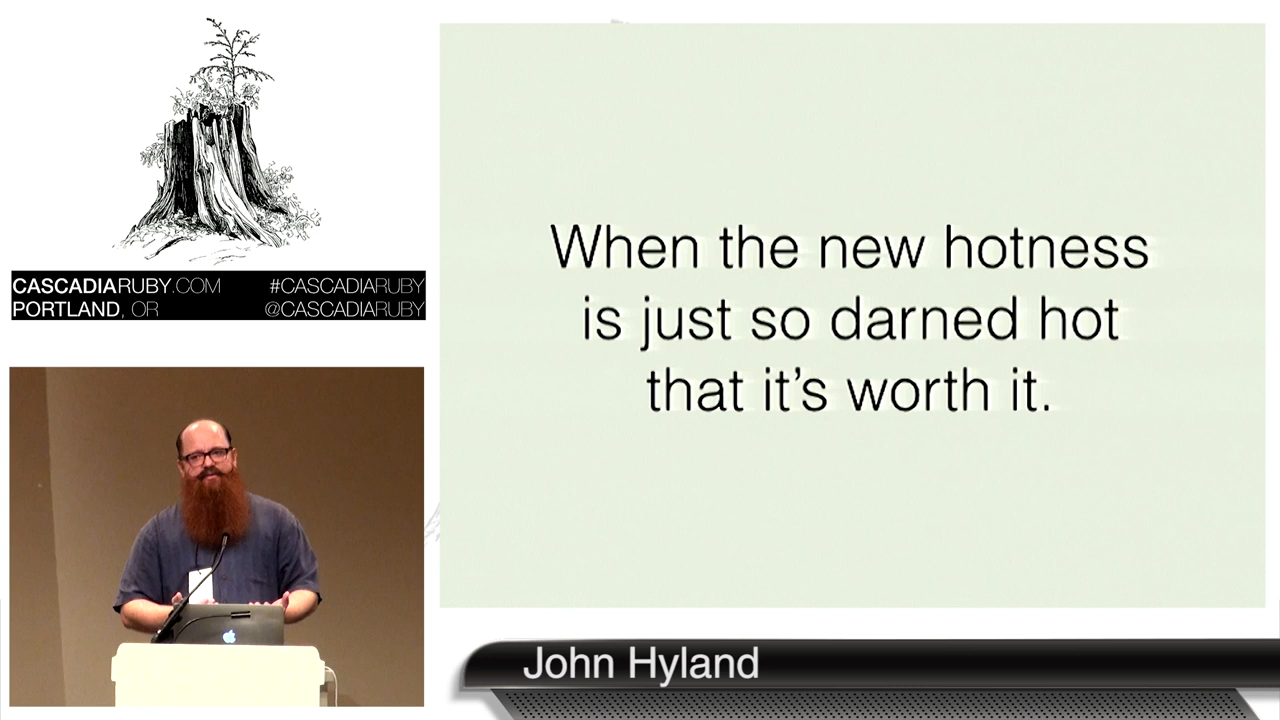 CASCADIARUBY.COM #CASCADIARUBY
PORTLAND, OR @CASCADIARUBY
When the new hotness
is just so darned hot
that it's worth it.
John Hyland